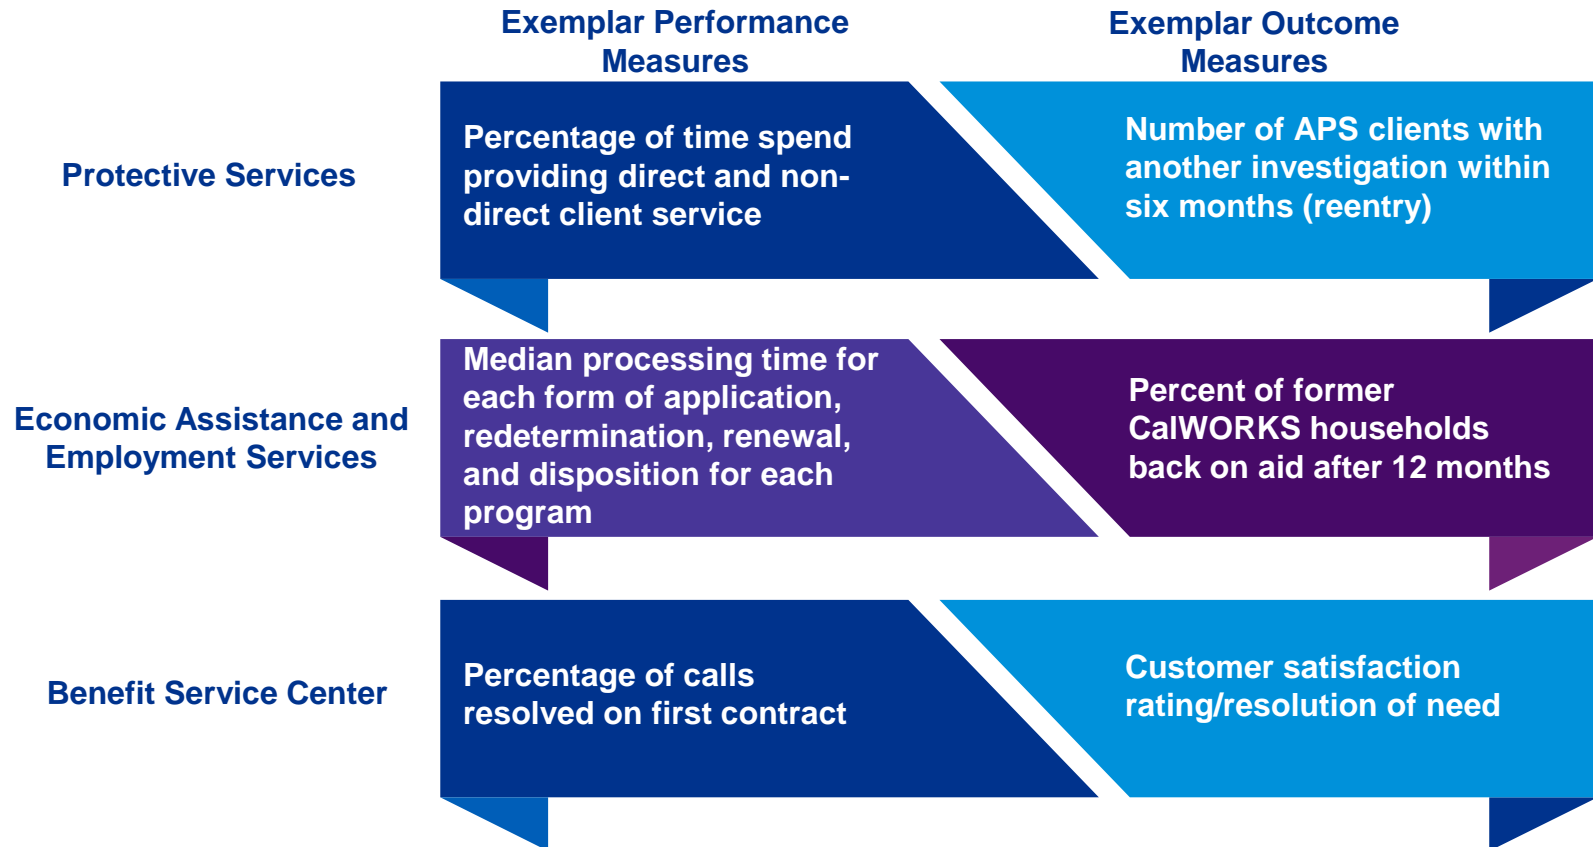 Exemplar Performance
Measures
Exemplar Outcome
Measures
Protective Services
Percentage of time spend
providing direct and non-
direct client service
Number of APS clients with
another investigation within
six months (reentry)
Economic Assistance and
Employment Services
Median processing time for
each form of application,
redetermination, renewal,
and disposition for each
program
Percent of former
CalWORKS households
back on aid after 12 months
Benefit Service Center
Percentage of calls
resolved on first contract
Customer satisfaction
rating/resolution of need